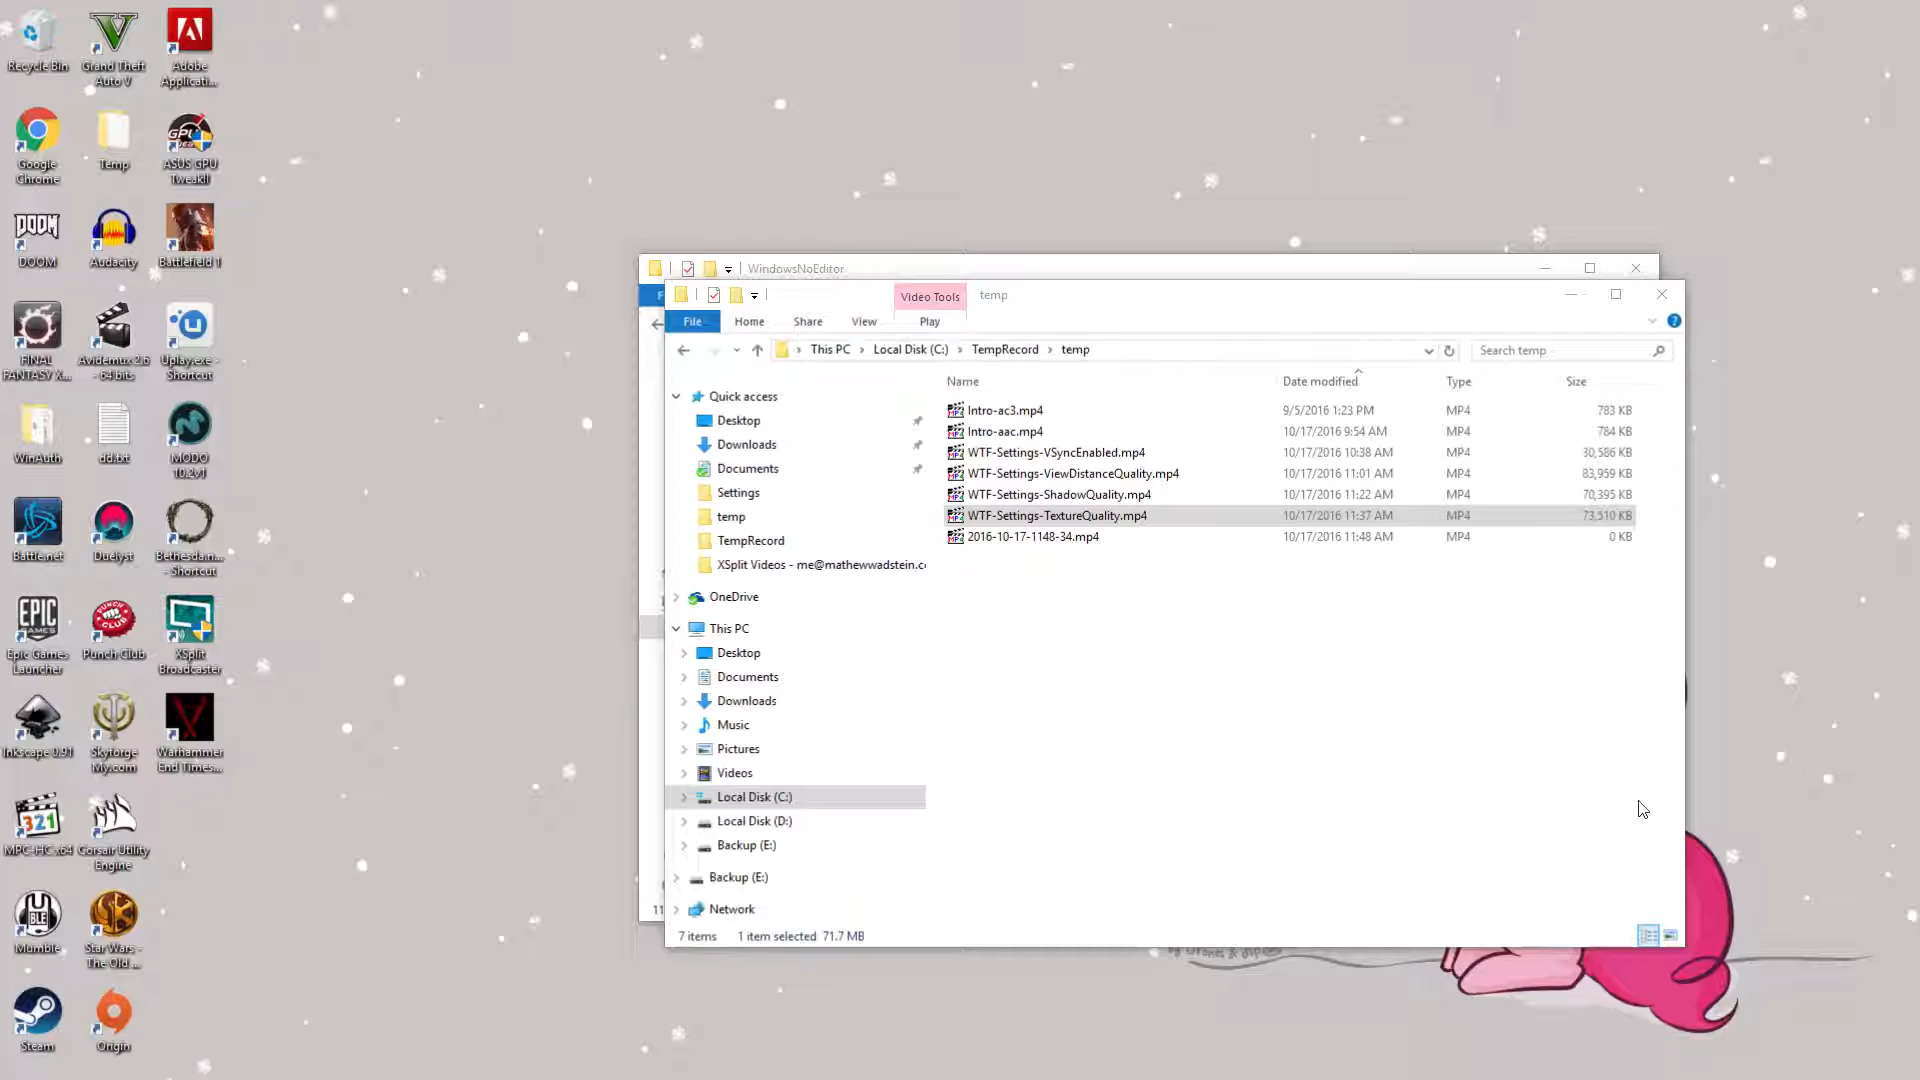 Recycle Bin
Grand Theft
Auto V
Adobe
Applicati...
Google
Chrome
Temp
ASUS GPU
TweakII
DOOM
Audacity
Battlefield 1
FINAL
FANTASY X...
Avidemux 2.6
- 64 bits
Uplay.exe -
Shortcut
WinAuth
dd.txt
MODO
10.2v1
Battle.net
Duelyst
Bethesda.n...
- Shortcut
EPIC
GAMES
Epic Games
Launcher
PUNCH
CLUB
Punch Club
XSplit
Broadcaster
Inkscape 0.91
Skyforge
My.com
Warhammer
End Times...
321
MPC-HC x64
Corsair Utility
Engine
Mumble
Star Wars -
The Old ...
Steam
Origin
WindowsNoEditor
Video Tools
temp
File
Home
Share
View
Play
This PC
Local Disk (C:)
TempRecord
temp
Search temp
Name
Date modified
Type
Size
Intro-ac3.mp4 9/5/2016 1:23 PM MP4 783 KB
Intro-aac.mp4 10/17/2016 9:54 AM MP4 784 KB
WTF-Settings-VSyncEnabled.mp4 10/17/2016 10:38 AM MP4 30,586 KB
WTF-Settings-ViewDistanceQuality.mp4 10/17/2016 11:01 AM MP4 83,959 KB
WTF-Settings-ShadowQuality.mp4 10/17/2016 11:22 AM MP4 70,395 KB
WTF-Settings-TextureQuality.mp4 10/17/2016 11:37 AM MP4 73,510 KB
2016-10-17-1148-34.mp4 10/17/2016 11:48 AM MP4 0 KB
Quick access
Desktop
Downloads
Documents
Settings
temp
TempRecord
XSplit Videos - me@mathewwadstein.c
OneDrive
This PC
Desktop
Documents
Downloads
Music
Pictures
Videos
Local Disk (C:)
Local Disk (D:)
Backup (E:)
Backup (E:)
Network
11
7 items
1 item selected 71.7 MB